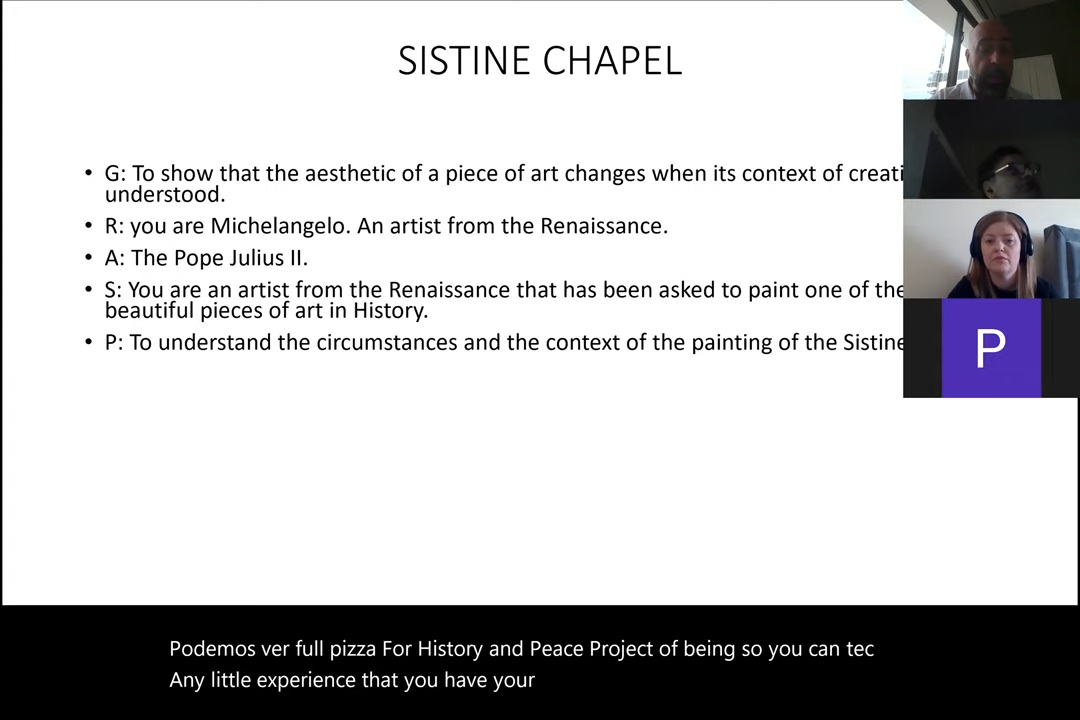 SISTINE CHAPEL
• G: To show that the aesthetic of a piece of art changes when its context of creati
understood.
• R: you are Michelangelo. An artist from the Renaissance.
• A: The Pope Julius II.
• S: You are an artist from the Renaissance that has been asked to paint one of the
beautiful pieces of art in History.
• P: To understand the circumstances and the context of the painting of the Sistine
P
Podemos ver full pizza For History and Peace Project of being so you can tec
Any little experience that you have your